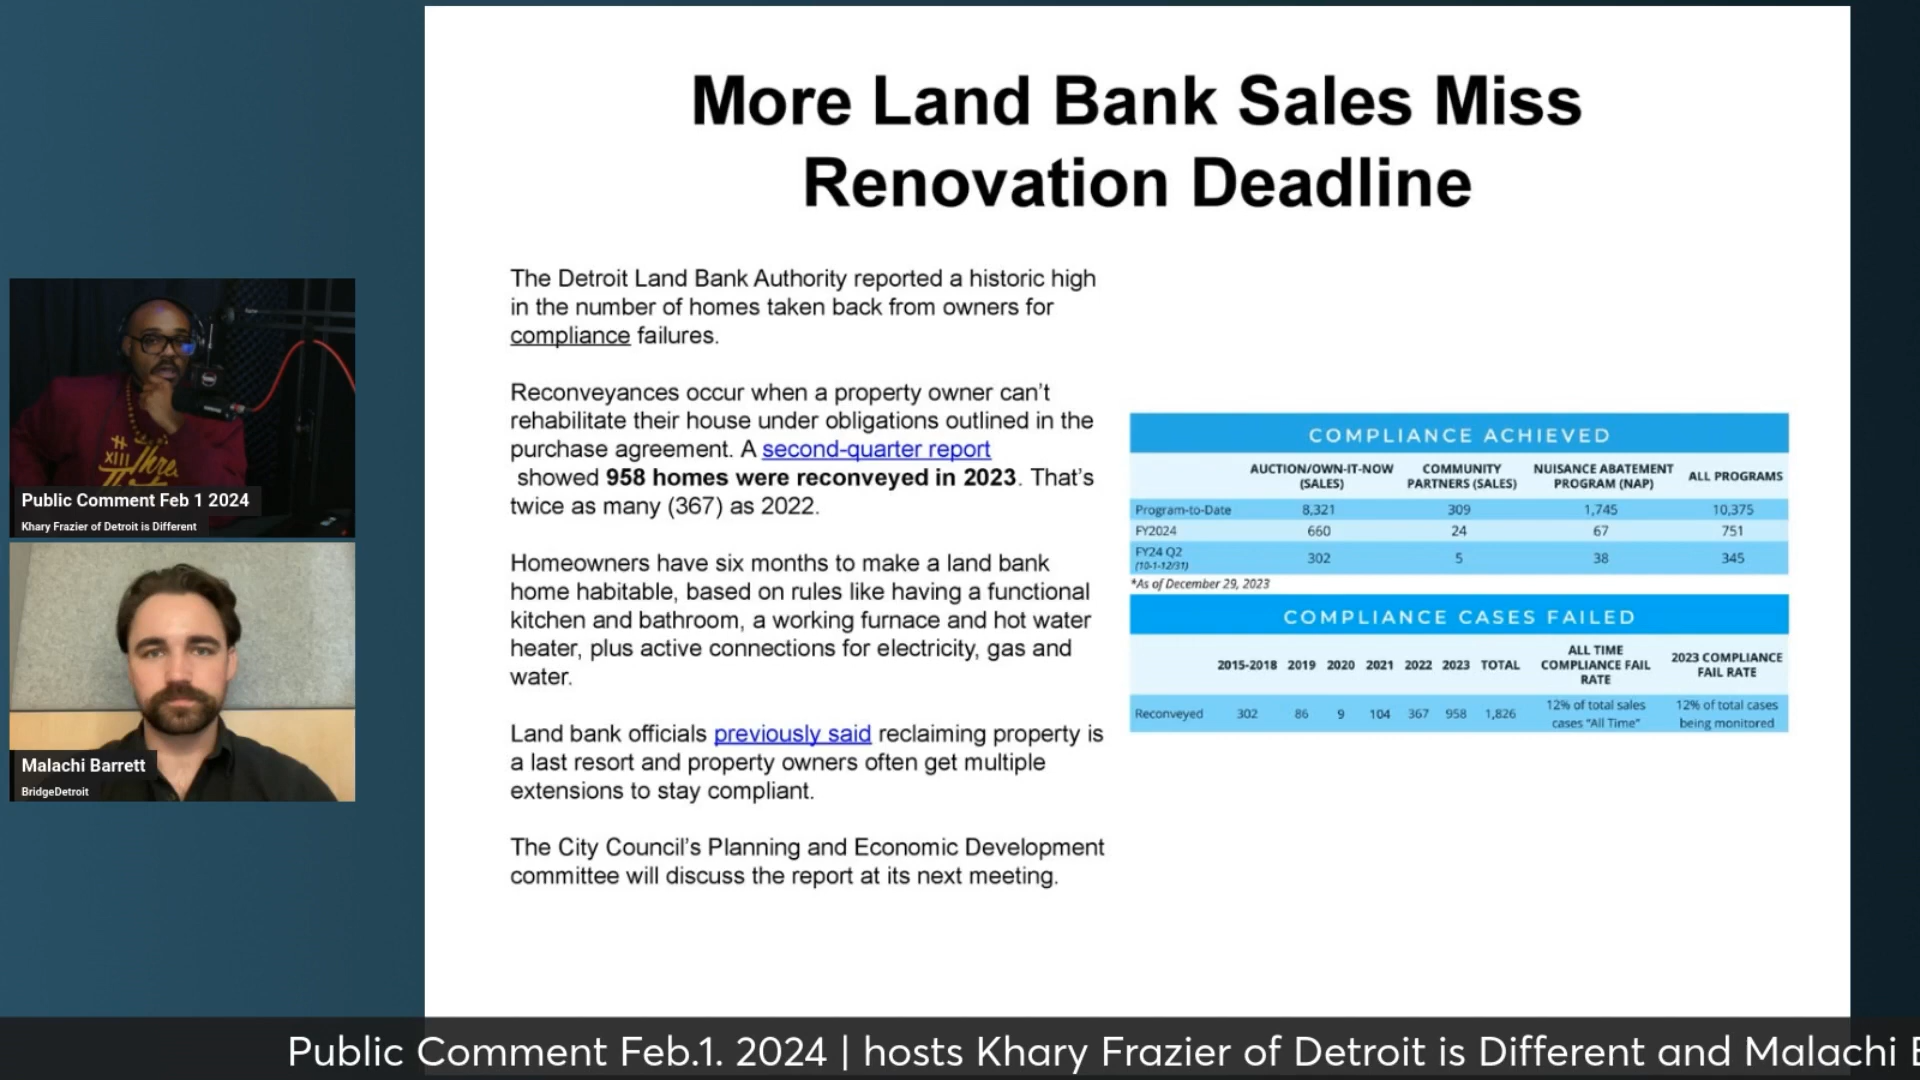 More Land Bank Sales Miss
Renovation Deadline
The Detroit Land Bank Authority reported a historic high
in the number of homes taken back from owners for
compliance failures.
Reconveyances occur when a property owner can’t
rehabilitate their house under obligations outlined in the
purchase agreement. A second-quarter report
showed 958 homes were reconveyed in 2023. That’s
twice as many (367) as 2022.
Homeowners have six months to make a land bank
home habitable, based on rules like having a functional
kitchen and bathroom, a working furnace and hot water
heater, plus active connections for electricity, gas and
water.
Land bank officials previously said reclaiming property is
a last resort and property owners often get multiple
extensions to stay compliant.
The City Council’s Planning and Economic Development
committee will discuss the report at its next meeting.
COMPLIANCE ACHIEVED
AUCTION/OWN-IT-NOW (SALES) COMMUNITY PARTNERS (SALES) NUISANCE ABATEMENT PROGRAM (NAP) ALL PROGRAMS
Program-to-Date 8,321 309 1,745 10,375
FY2024 660 24 67 751
FY24 Q2 (10-1-12/31) 302 5 38 345
*As of December 29, 2023
COMPLIANCE CASES FAILED
2015-2018 2019 2020 2021 2022 2023 TOTAL ALL TIME COMPLIANCE FAIL RATE 2023 COMPLIANCE FAIL RATE
Reconveyed 302 86 9 104 367 958 1,826 12% of total sales cases “All Time” 12% of total cases being monitored
XIII
Public Comment Feb 1 2024
Khary Frazier of Detroit is Different
Malachi Barrett
BridgeDetroit
Public Comment Feb.1. 2024 | hosts Khary Frazier of Detroit is Different and Malachi